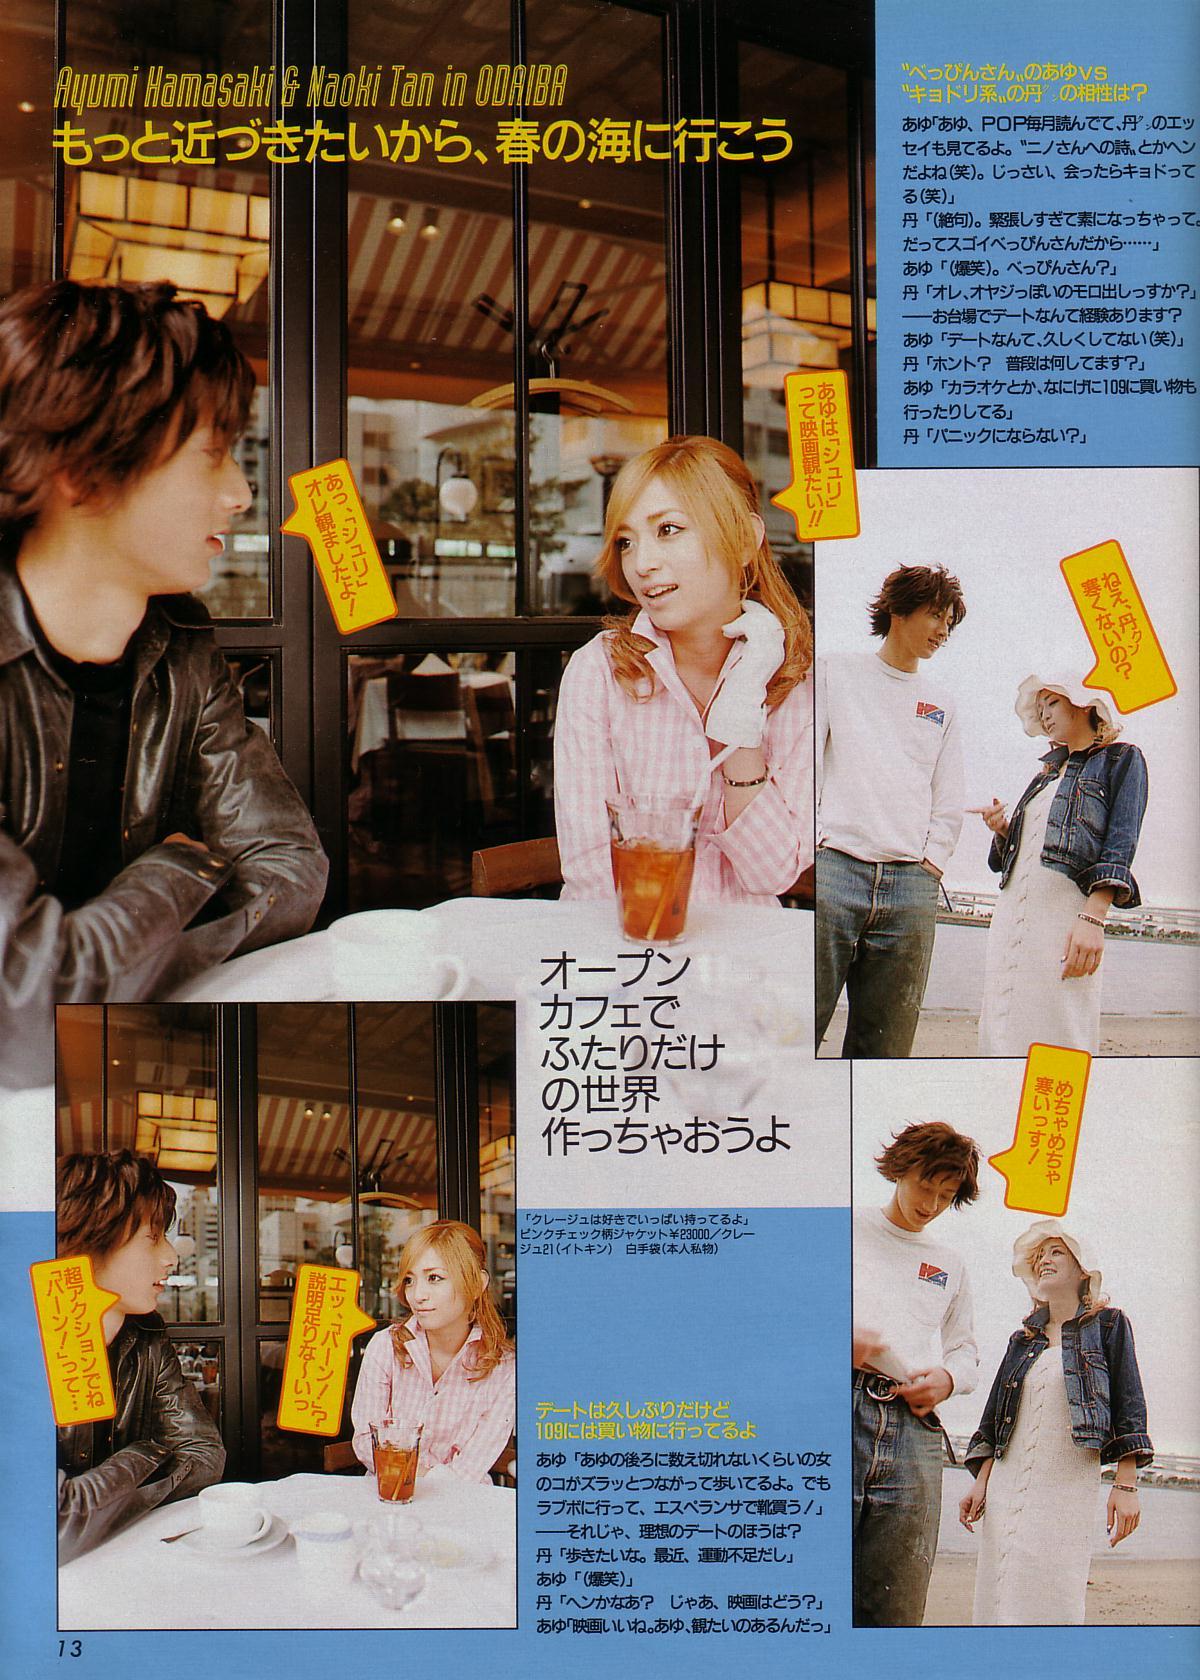 Ayumi Hamasaki & Naoki Tan in ODAIBA
もっと近づきたいから、春の海に行こう
〝べっぴんさん〟のあゆVS
〝キョドリ系〟の丹クンの相性は?
あゆ「あゆ、POP毎月読んでて、丹クンのエッ
セイも見てるよ。〝ニノさんへの詩〟とかヘン
だよね(笑)。じっさい、会ったらキョドって
る(笑)」
丹「(絶句)。緊張しすぎて素になっちゃって。
だってスゴイべっぴんさんだから……」
あゆ「(爆笑)。べっぴんさん?」
丹「オレ、オヤジっぽいのモロ出しっすか?」
──お台場でデートなんて経験あります?
あゆ「デートなんて、久しくしてない(笑)」
丹「ホント? 普段は何してます?」
あゆ「カラオケとか、なにげに109に買い物も
行ったりしてる」
丹「パニックにならない?」
あゆは「シュリ」
って映画観たい!!
あっ、「シュリ」
オレ観ましたよ!
ねえ、丹クン
寒くないの?
めちゃめちゃ
寒いっす!
オープン
カフェで
ふたりだけ
の世界
作っちゃおうよ
「クレージュは好きでいっぱい持ってるよ」
ピンクチェック柄ジャケット¥23000/クレー
ジュ21(イトキン) 白手袋(本人私物)
超アクションでね
「バーン!」って…
エッ、「バーン!」?
説明足りな〜いっ
デートは久しぶりだけど
109には買い物に行ってるよ
あゆ「あゆの後ろに数え切れないくらいの女
のコがズラッとつながって歩いてるよ。でも
ラブボに行って、エスペランサで靴買う!」
──それじゃ、理想のデートのほうは?
丹「歩きたいな。最近、運動不足だし」
あゆ「(爆笑)」
丹「ヘンかなあ? じゃあ、映画はどう?」
あゆ「映画いいね。あゆ、観たいのあるんだっ」
13